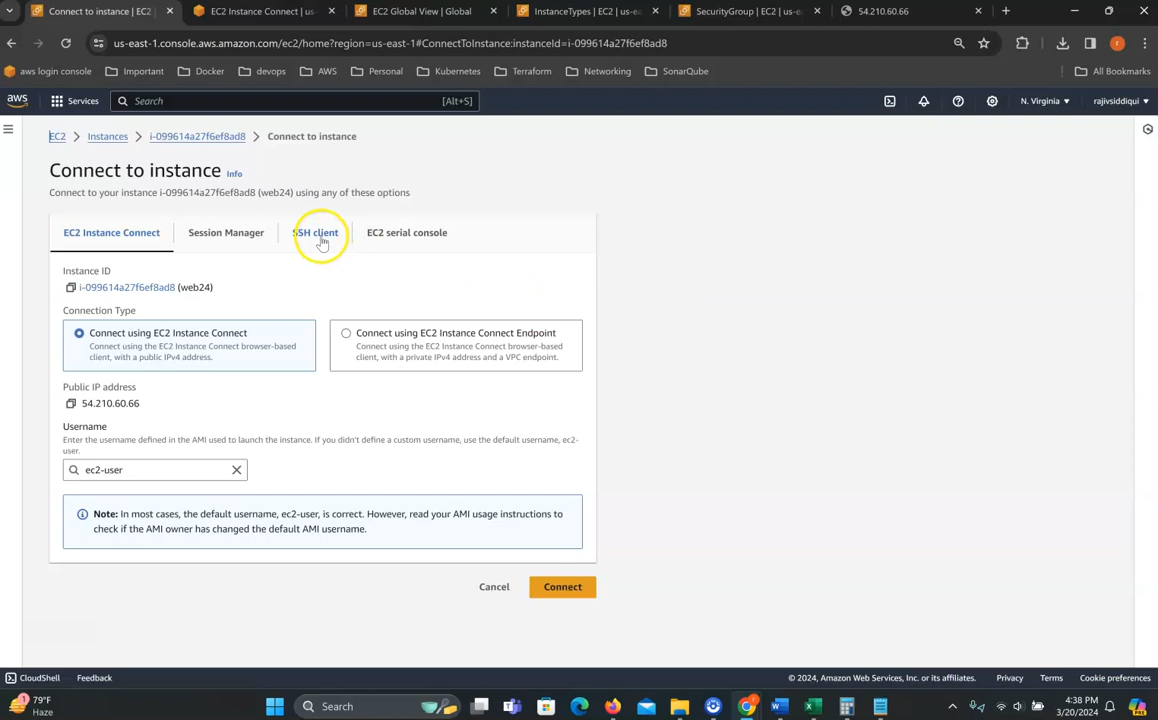 Connect to instance | EC2 |
EC2 Instance Connect | us-
EC2 Global View | Global
InstanceTypes | EC2 | us-ea
SecurityGroup | EC2 | us-ea
54.210.60.66
us-east-1.console.aws.amazon.com/ec2/home?region=us-east-1#ConnectToInstance:instanceId=i-099614a27f6ef8ad8
aws login console
Important
Docker
devops
AWS
Personal
Kubernetes
Terraform
Networking
SonarQube
All Bookmarks
aws
Services
Search
[Alt+S]
N. Virginia
rajivsiddiqui
EC2
Instances
i-099614a27f6ef8ad8
Connect to instance
Connect to instance Info
Connect to your instance i-099614a27f6ef8ad8 (web24) using any of these options
EC2 Instance Connect
Session Manager
SSH client
EC2 serial console
Instance ID
i-099614a27f6ef8ad8 (web24)
Connection Type
Connect using EC2 Instance Connect
Connect using the EC2 Instance Connect browser-based
client, with a public IPv4 address.
Connect using EC2 Instance Connect Endpoint
Connect using the EC2 Instance Connect browser-based
client, with a private IPv4 address and a VPC endpoint.
Public IP address
54.210.60.66
Username
Enter the username defined in the AMI used to launch the instance. If you didn't define a custom username, use the default username, ec2-
user.
ec2-user
Note: In most cases, the default username, ec2-user, is correct. However, read your AMI usage instructions to
check if the AMI owner has changed the default AMI username.
Cancel
Connect
CloudShell
Feedback
© 2024, Amazon Web Services, Inc. or its affiliates.
Privacy
Terms
Cookie preferences
1
79°F
Haze
Search
4:38 PM
3/20/2024